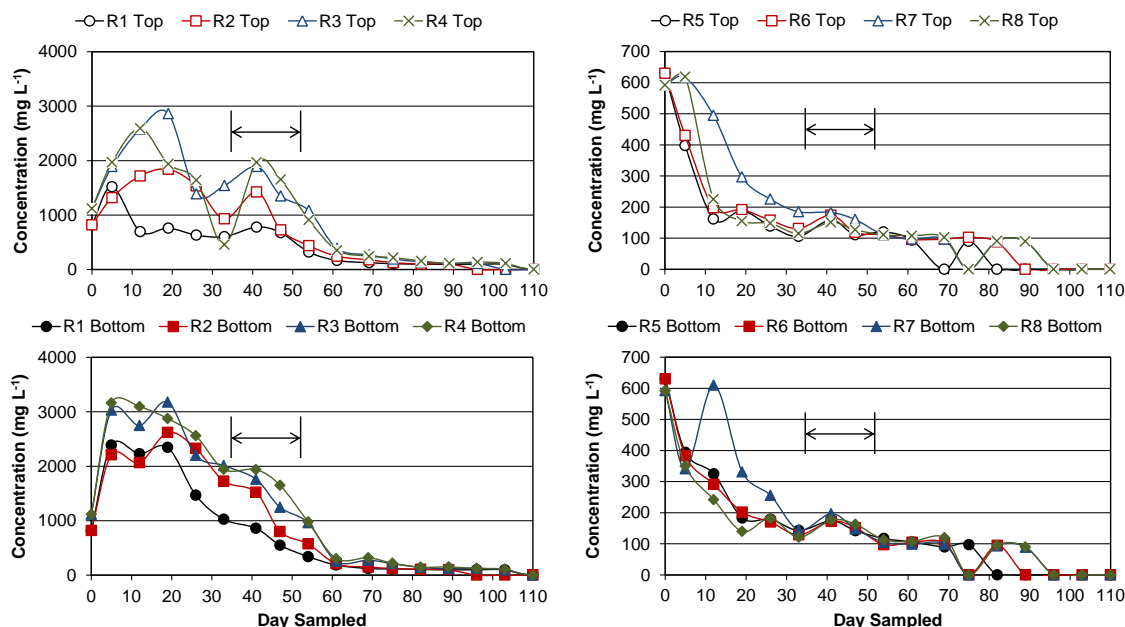 R1 Top R2 Top R3 Top R4 Top
Concentration (mg L-1)
4000
3000
2000
1000
0
0 10 20 30 40 50 60 70 80 90 100 110
R5 Top R6 Top R7 Top R8 Top
Concentration (mg L-1)
700
600
500
400
300
200
100
0
0 10 20 30 40 50 60 70 80 90 100 110
R1 Bottom R2 Bottom R3 Bottom R4 Bottom
Concentration (mg L-1)
4000
3000
2000
1000
0
0 10 20 30 40 50 60 70 80 90 100 110
Day Sampled
R5 Bottom R6 Bottom R7 Bottom R8 Bottom
Concentration (mg L-1)
700
600
500
400
300
200
100
0
0 10 20 30 40 50 60 70 80 90 100 110
Day Sampled